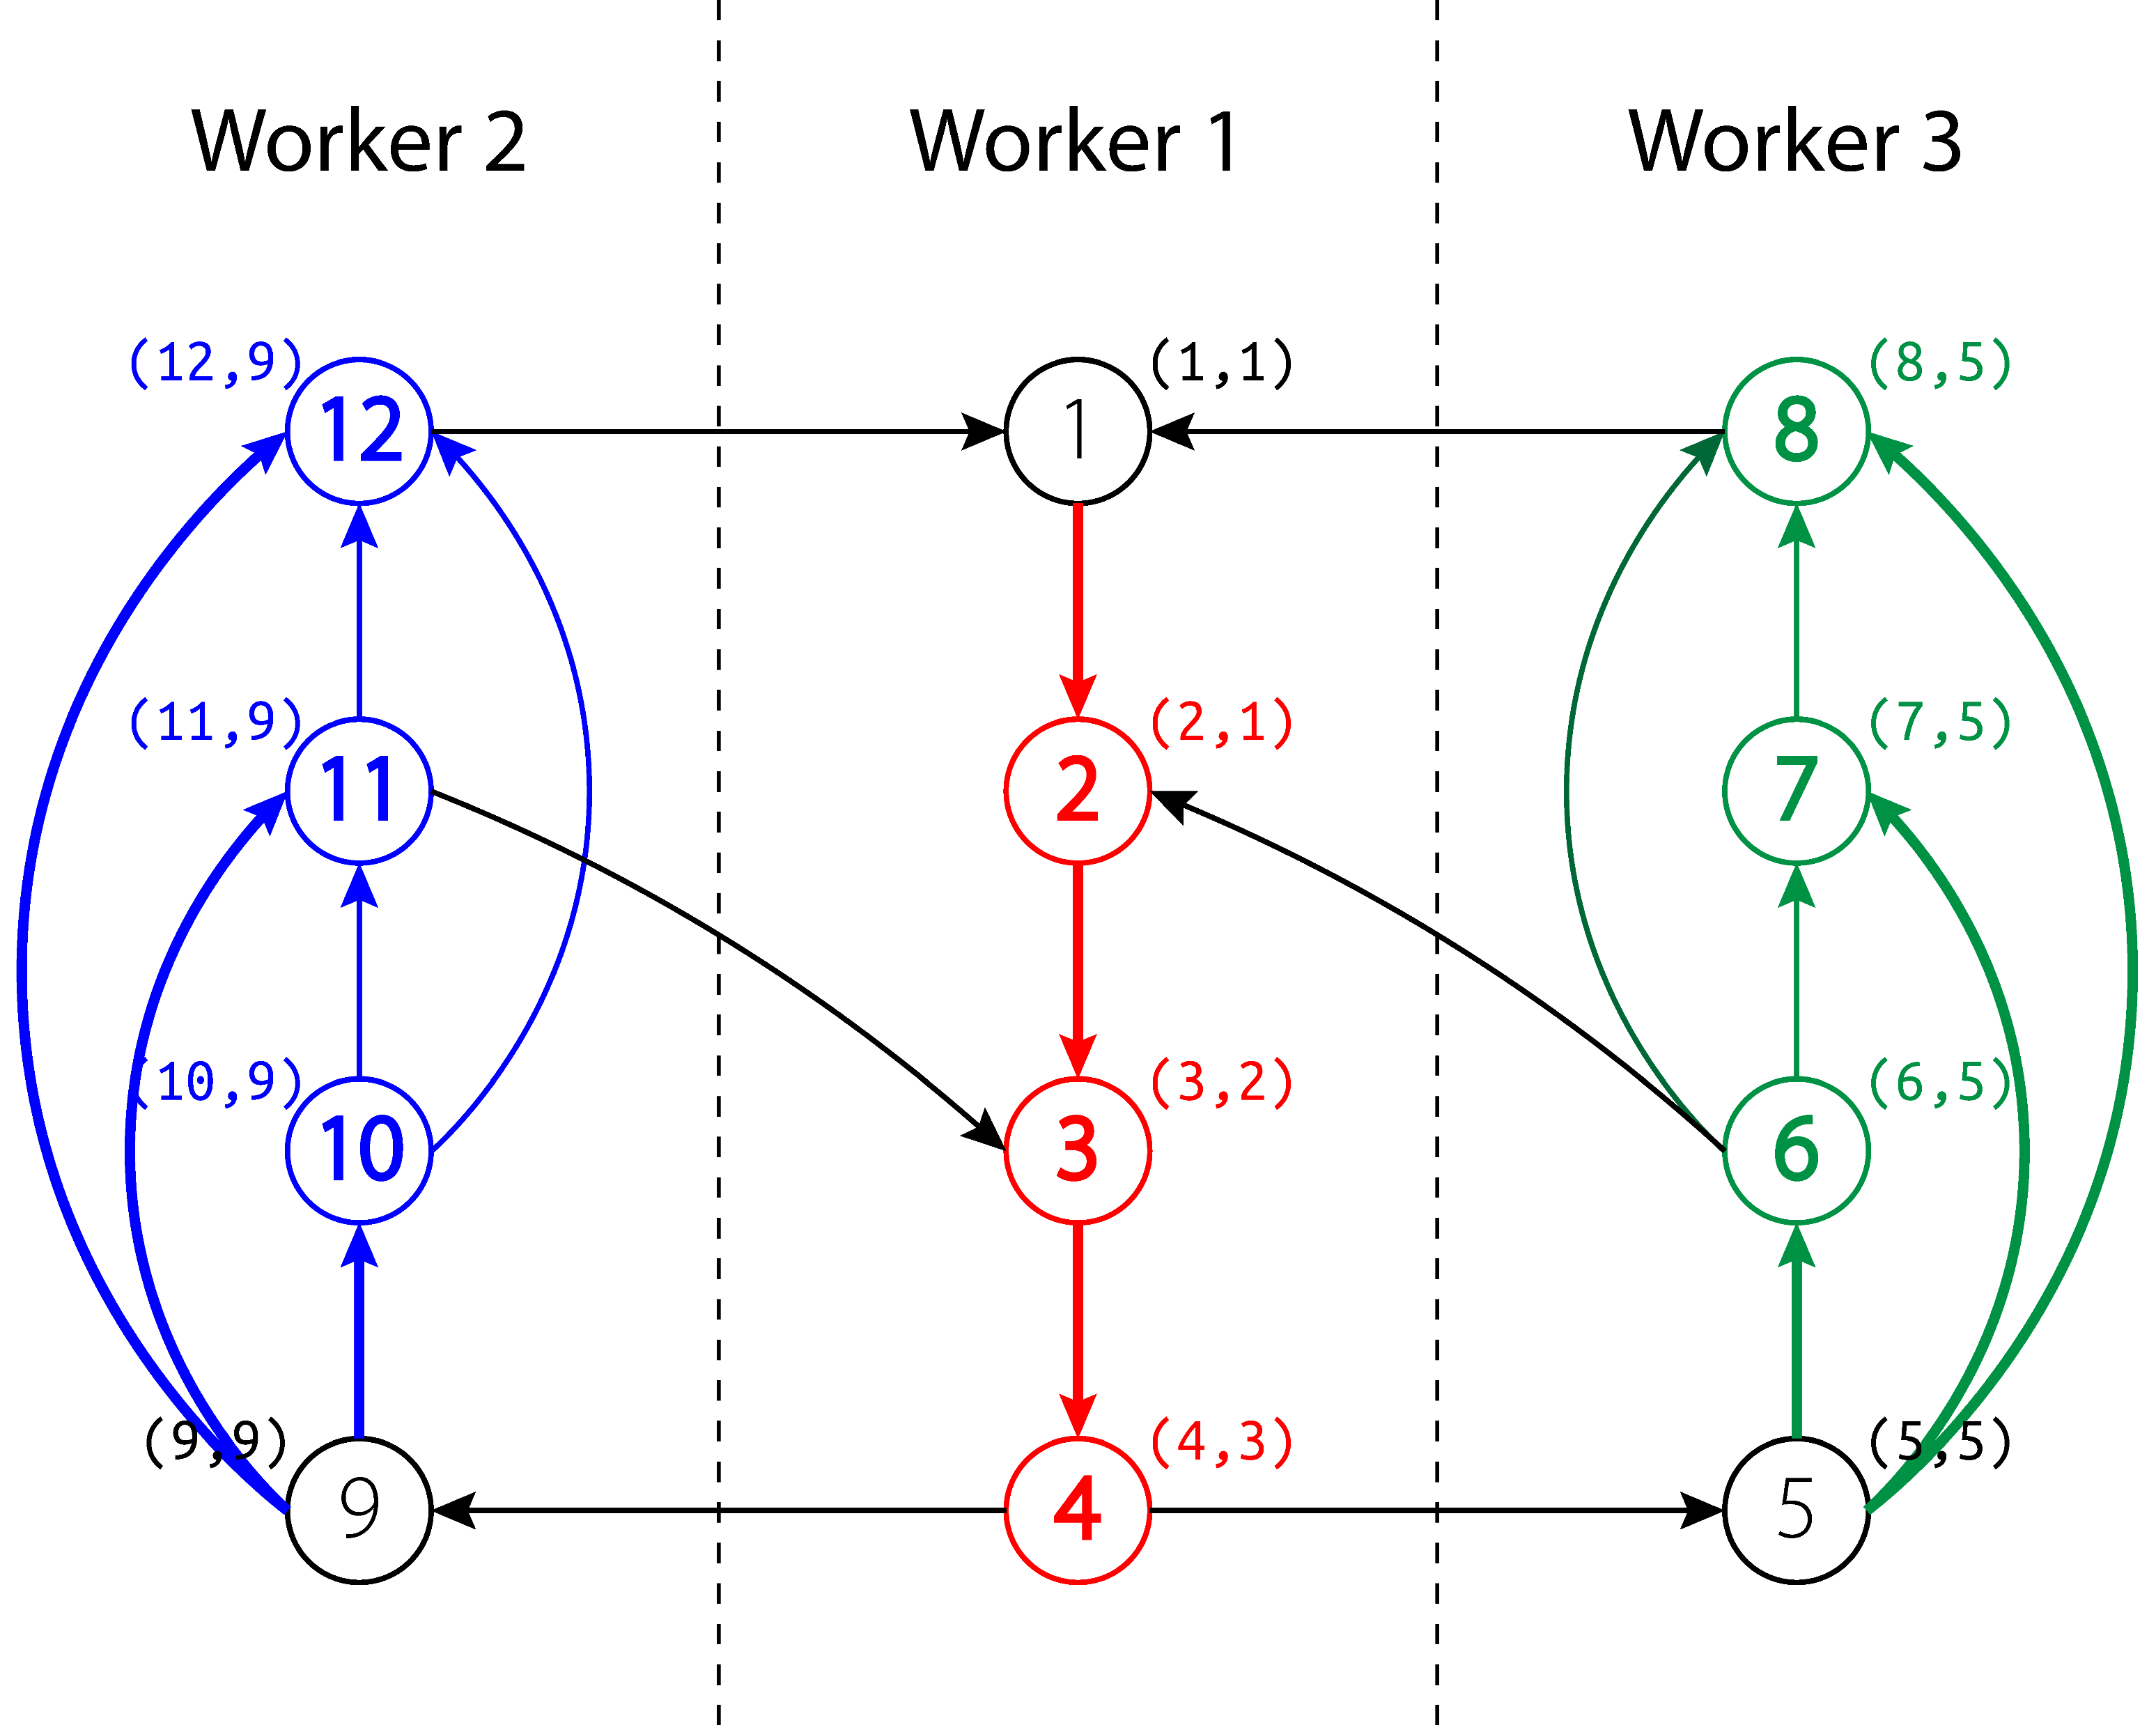 Worker 2 Worker 1 Worker 3
(12,9) (1,1) (8,5)
12 1 8
(11,9) (2,1) (7,5)
11 2 7
(10,9) (3,2) (6,5)
10 3 6
(9,9) (4,3) (5,5)
9 4 5